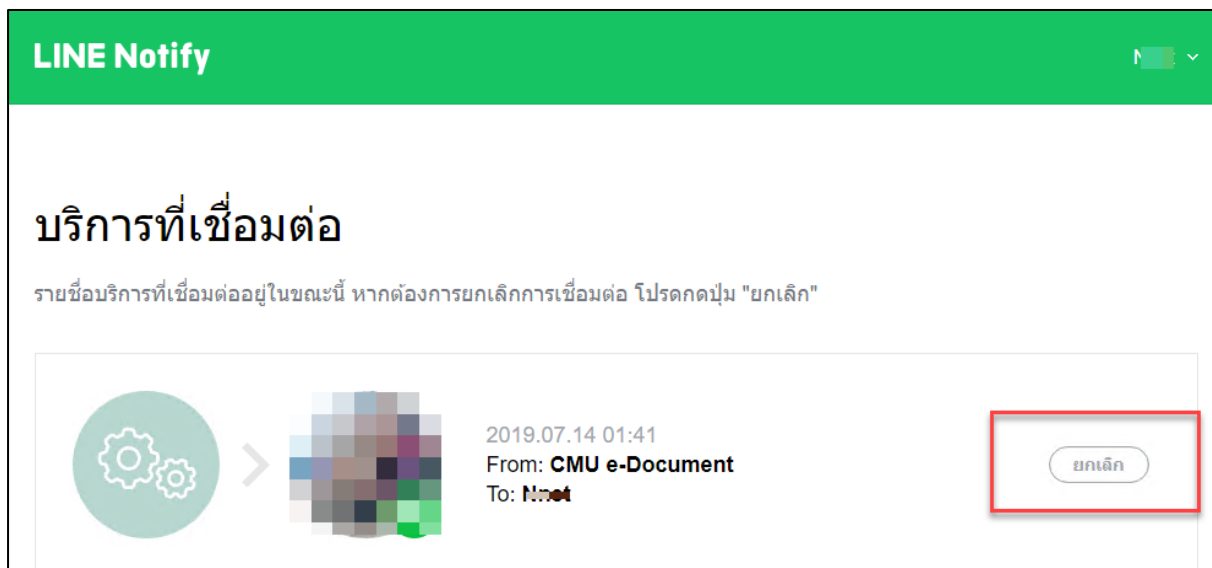 LINE Notify
บริการที่เชื่อมต่อ
รายชื่อบริการที่เชื่อมต่ออยู่ในขณะนี้ หากต้องการยกเลิกการเชื่อมต่อ โปรดกดปุ่ม "ยกเลิก"
2019.07.14 01:41
From: CMU e-Document
ยกเลิก
To: